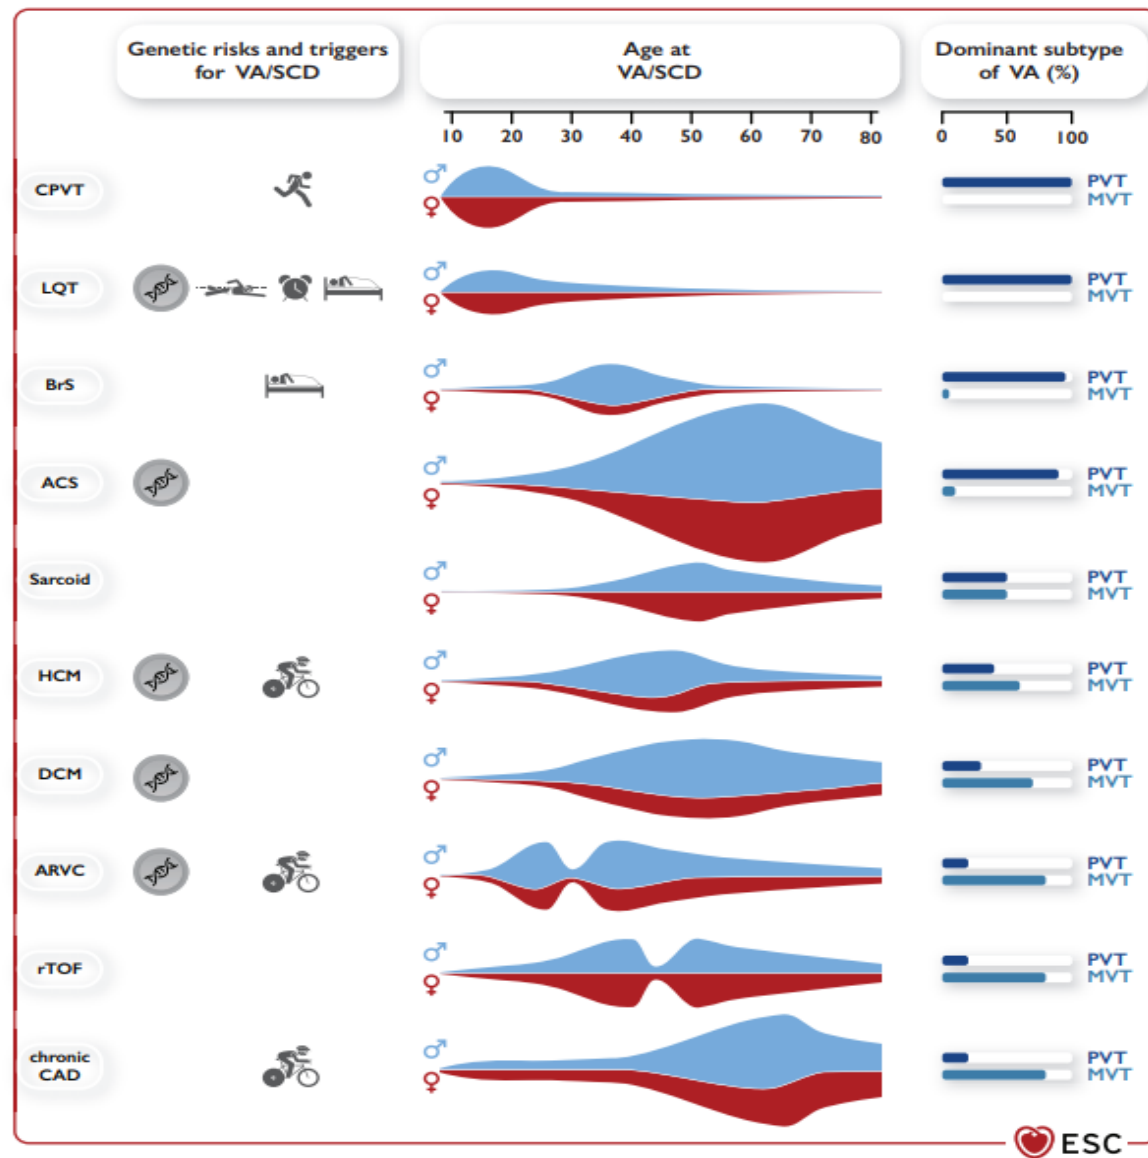 Genetic risks and triggers
for VA/SCD
Age at
VA/SCD
Dominant subtype
of VA (%)
10 20 30 40 50 60 70 80
0 50 100
CPVT
♂
♀
PVT
MVT
LQT
♂
♀
PVT
MVT
BrS
♂
♀
PVT
MVT
ACS
♂
♀
PVT
MVT
Sarcoid
♂
♀
PVT
MVT
HCM
♂
♀
PVT
MVT
DCM
♂
♀
PVT
MVT
ARVC
♂
♀
PVT
MVT
rTOF
♂
♀
PVT
MVT
chronic
CAD
♂
♀
PVT
MVT
ESC